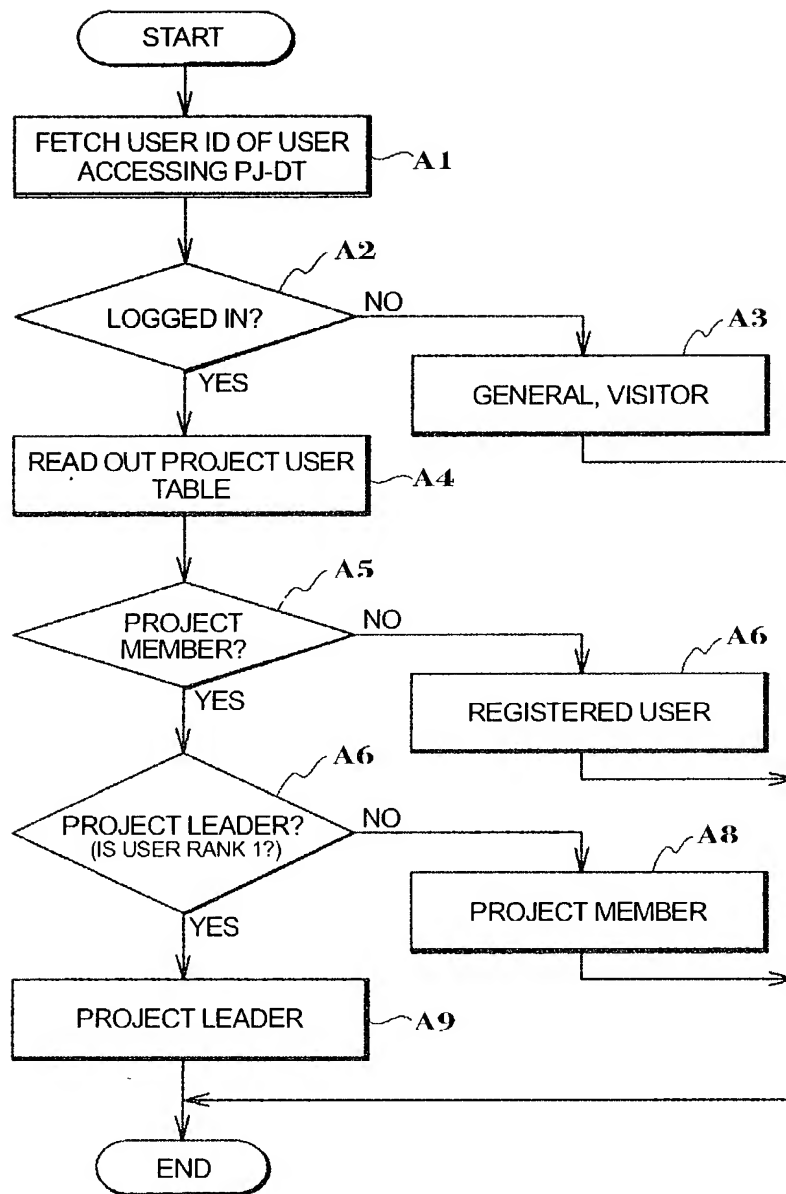 START
FETCH USER ID OF USER
ACCESSING PJ-DT
A1
A2
LOGGED IN?
NO
YES
A3
GENERAL, VISITOR
READ OUT PROJECT USER
TABLE
A4
A5
PROJECT
MEMBER?
NO
YES
A6
REGISTERED USER
A6
PROJECT LEADER?
(IS USER RANK 1?)
NO
YES
A8
PROJECT MEMBER
PROJECT LEADER
A9
END